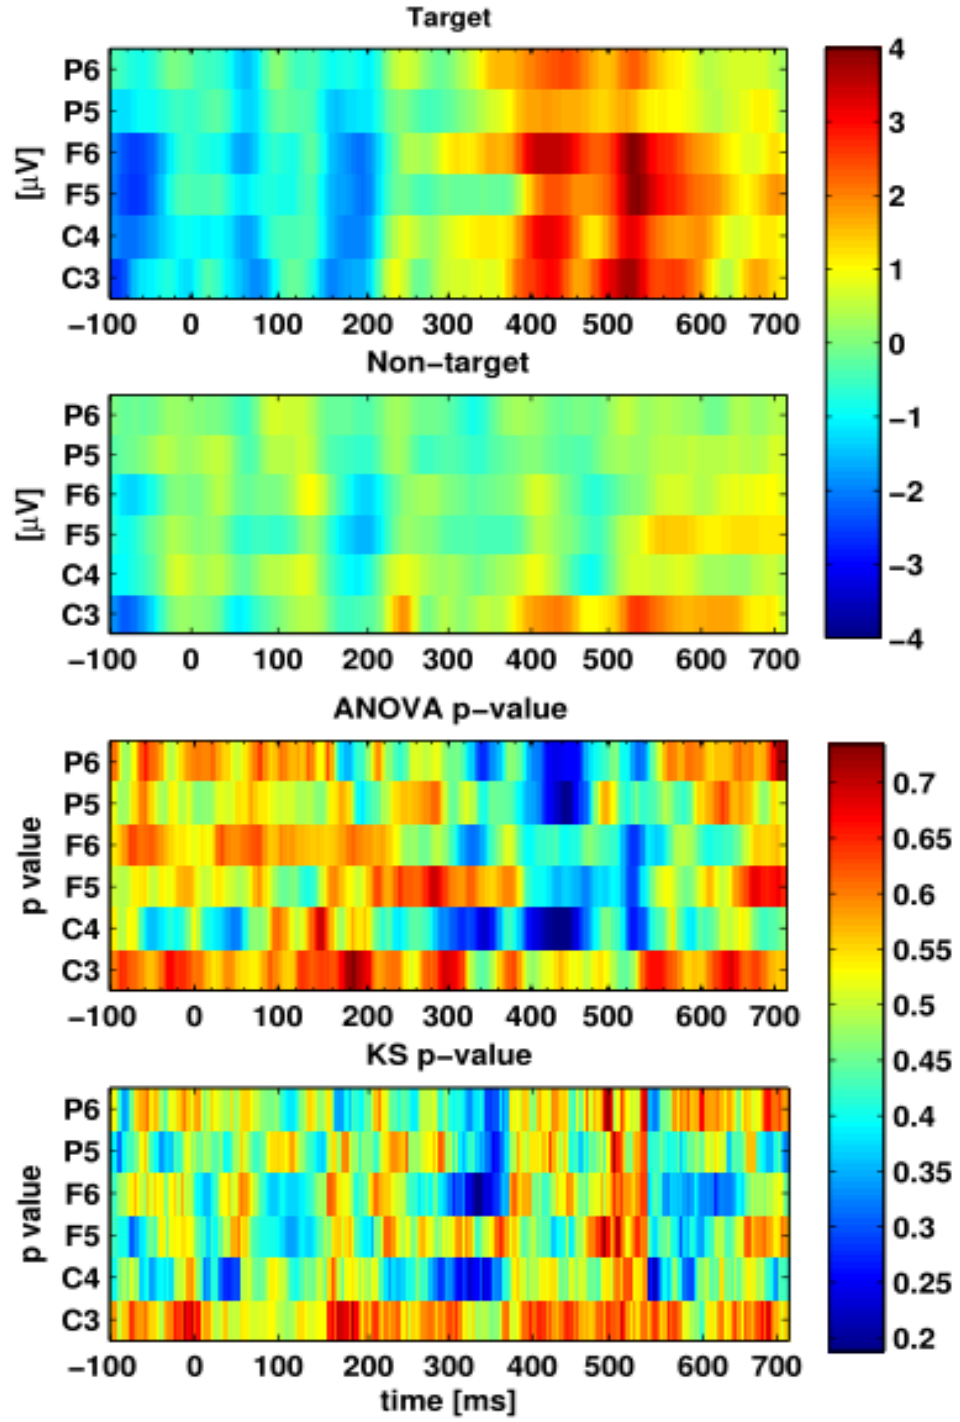 Target
P6
P5
F6
F5
C4
C3
[µV]
−100 0 100 200 300 400 500 600 700
4
3
2
1
0
−1
−2
−3
−4
Non−target
P6
P5
F6
F5
C4
C3
[µV]
−100 0 100 200 300 400 500 600 700
ANOVA p−value
P6
P5
F6
F5
C4
C3
p value
−100 0 100 200 300 400 500 600 700
0.7
0.65
0.6
0.55
0.5
0.45
0.4
0.35
0.3
0.25
0.2
KS p−value
P6
P5
F6
F5
C4
C3
p value
−100 0 100 200 300 400 500 600 700
time [ms]